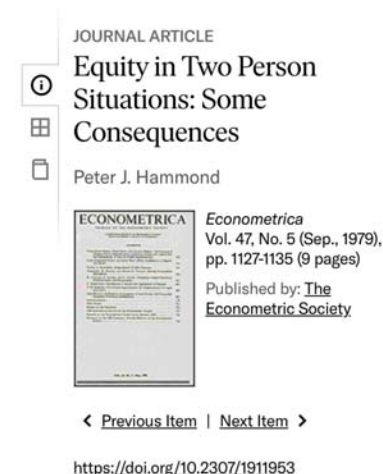 JOURNAL ARTICLE
Equity in Two Person
Situations: Some
Consequences
Peter J. Hammond
ECONOMETRICA
Econometrica
Vol. 47, No. 5 (Sep., 1979),
pp. 1127-1135 (9 pages)
Published by: The
Econometric Society
Previous Item | Next Item
https://doi.org/10.2307/1911953